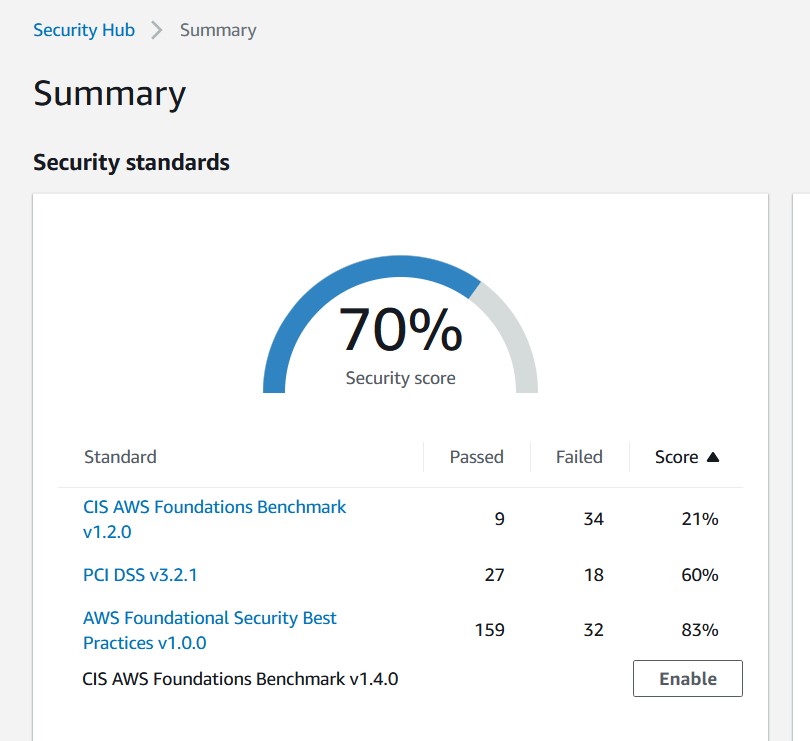 Security Hub > Summary
Summary
Security standards
70%
Security score
Standard Passed Failed Score ▲
CIS AWS Foundations Benchmark
v1.2.0
9 34 21%
PCI DSS v3.2.1 27 18 60%
AWS Foundational Security Best
Practices v1.0.0
159 32 83%
CIS AWS Foundations Benchmark v1.4.0 Enable